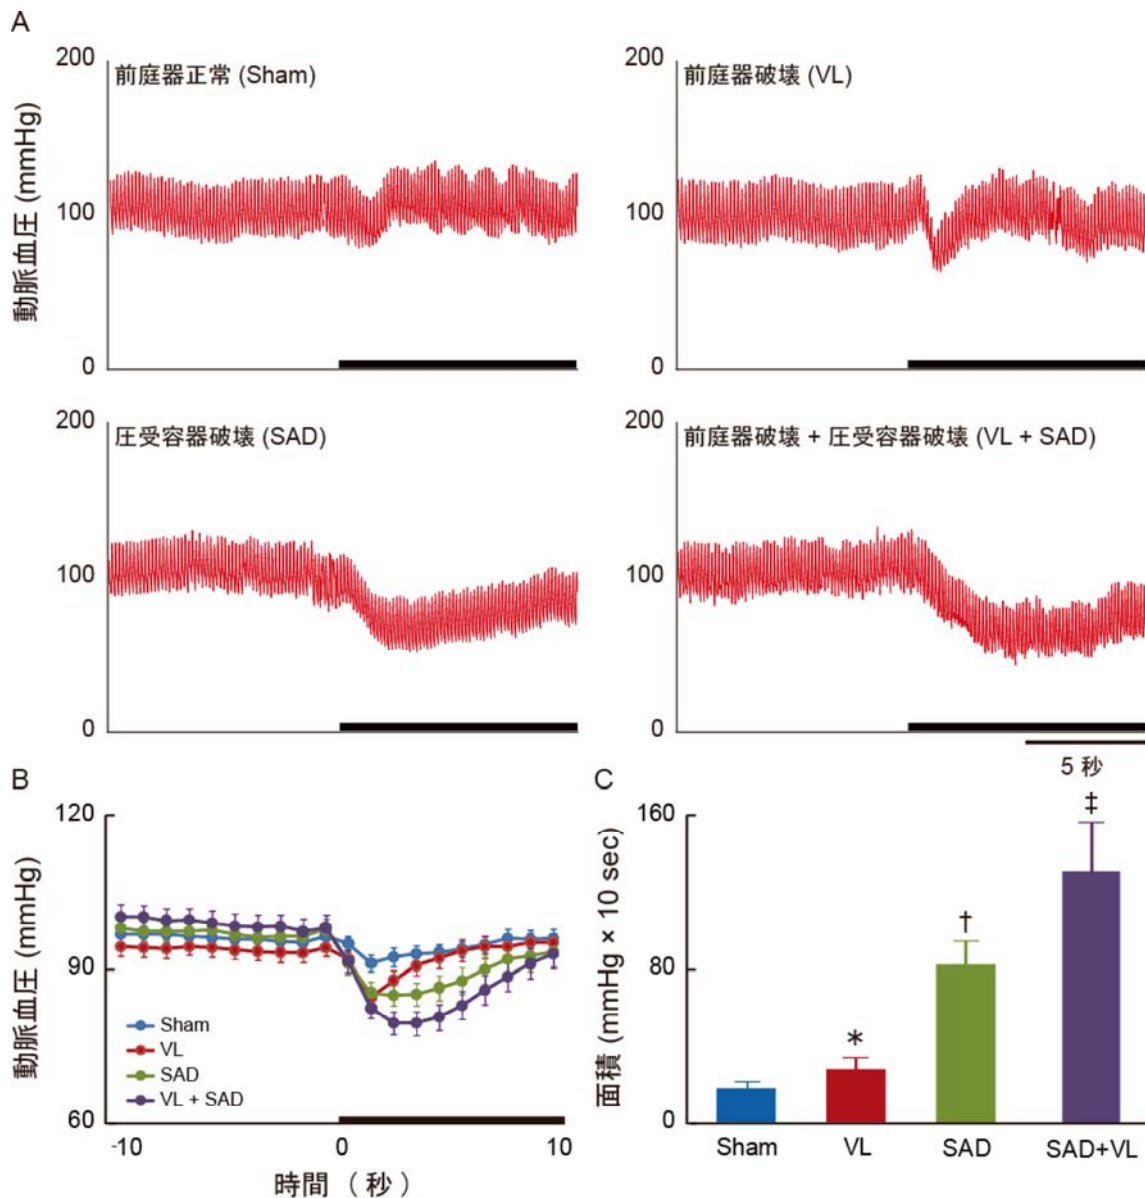 A
200
100
0
動脈血圧 (mmHg)
前庭器正常 (Sham)
200
100
0
前庭器破壊 (VL)
200
100
0
圧受容器破壊 (SAD)
200
100
0
前庭器破壊 + 圧受容器破壊 (VL + SAD)
5 秒
B
120
90
60
動脈血圧 (mmHg)
Sham
VL
SAD
VL + SAD
-10 0 10
時間 ( 秒 )
C
160
80
0
面積 (mmHg × 10 sec)
*
†
‡
Sham VL SAD SAD+VL